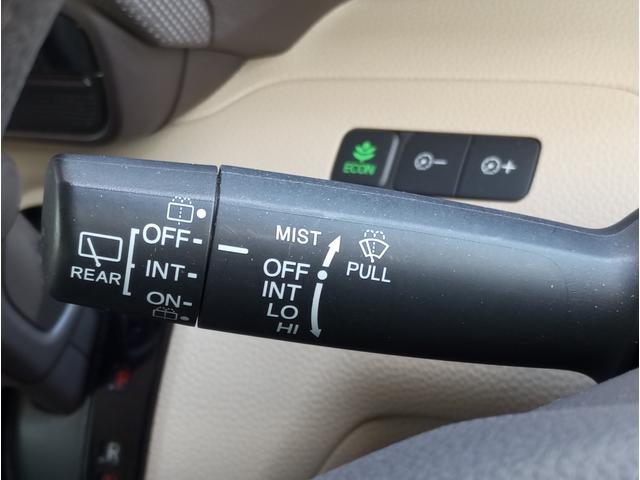 ECON
-
+
OFF
INT
ON
REAR
MIST
OFF
INT
LO
HI
PULL
R